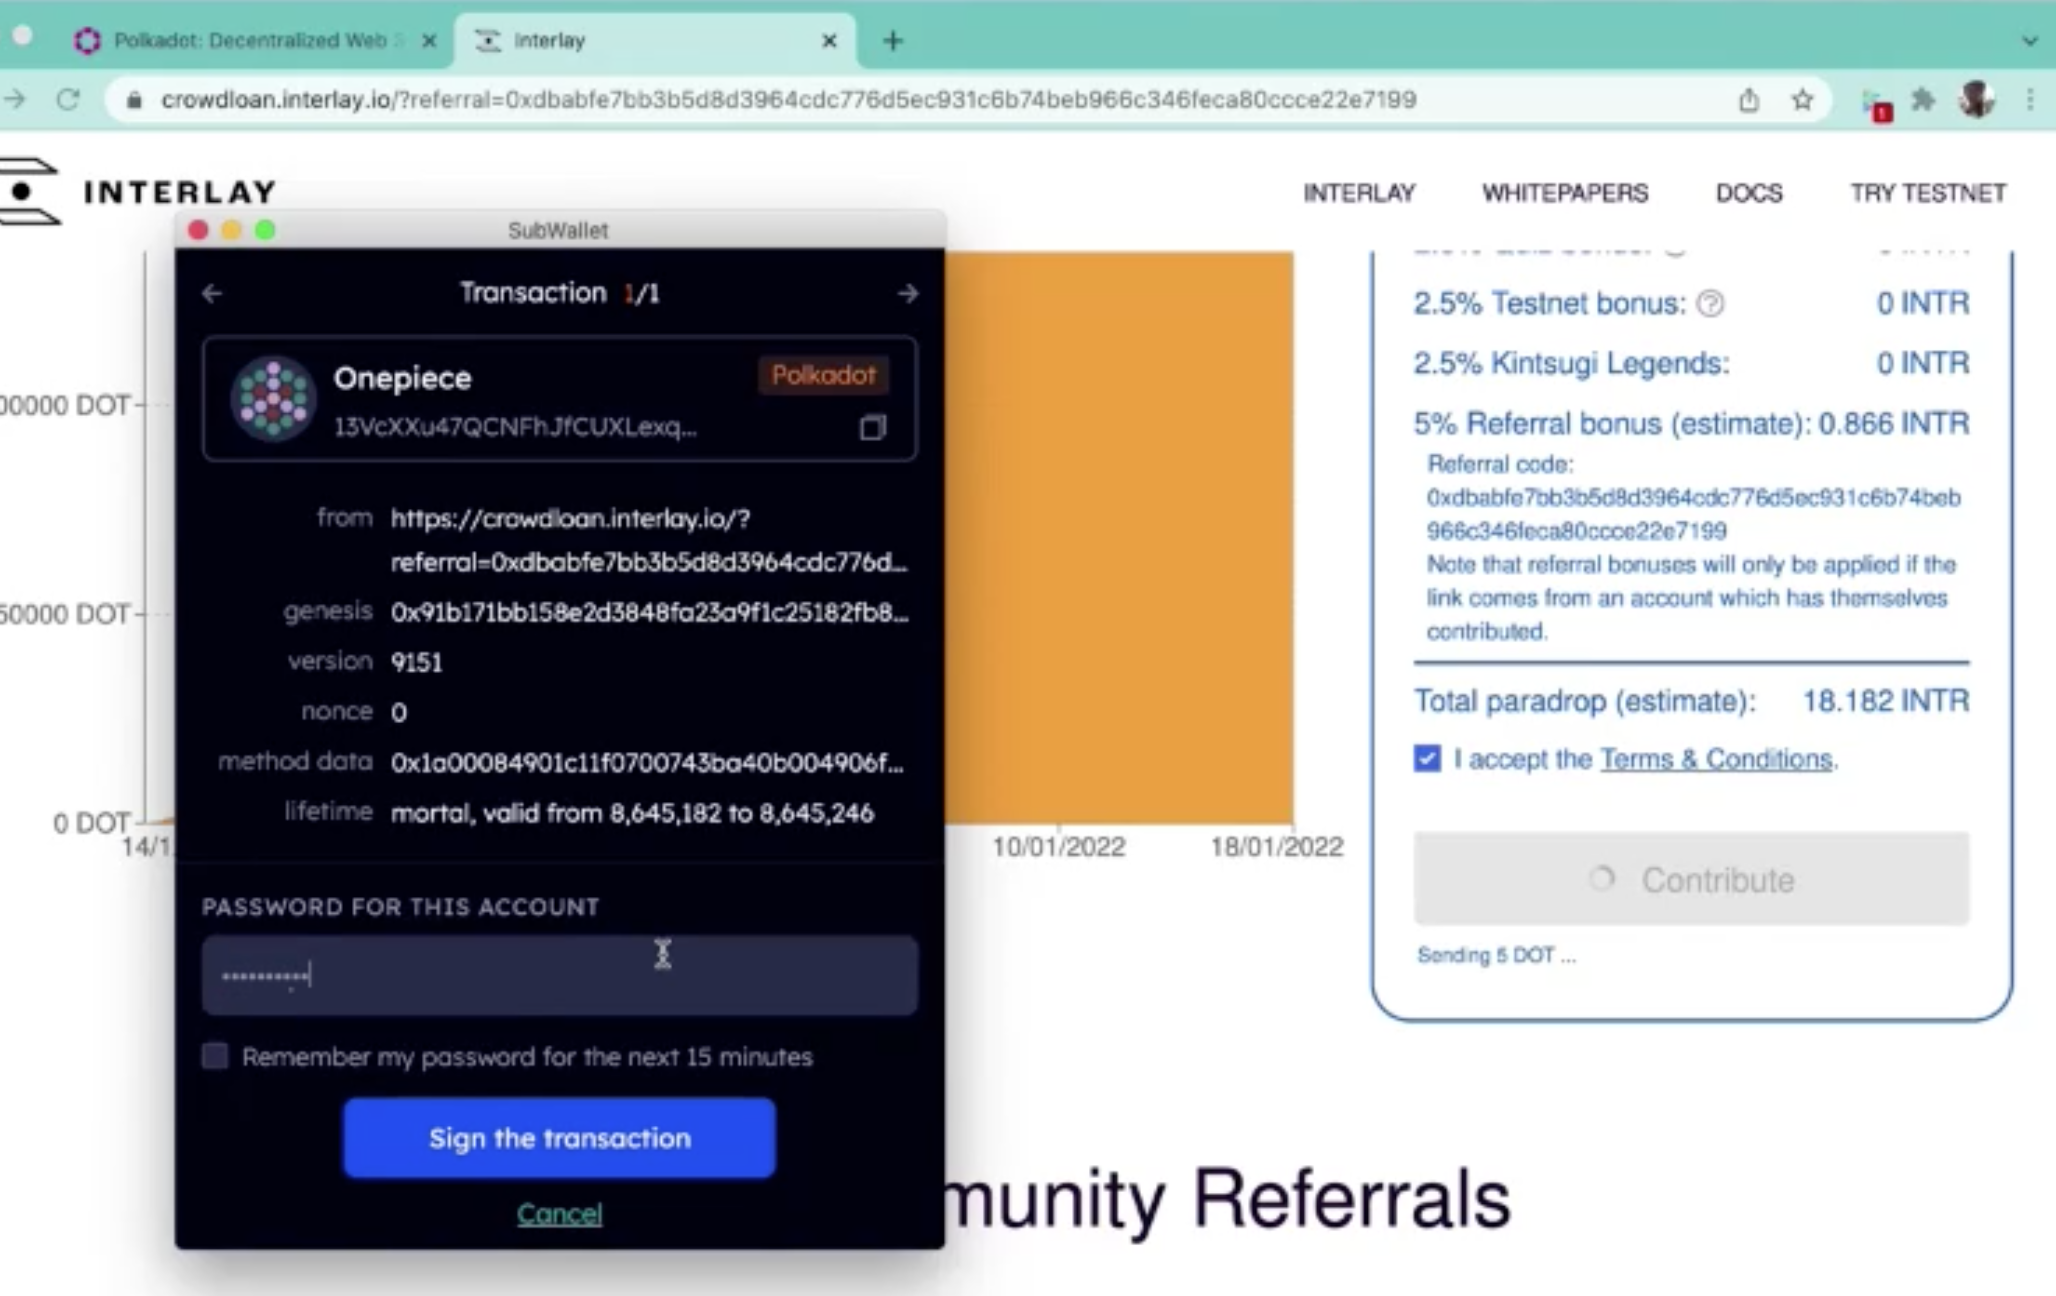 Polkadot: Decentralized Web
Interlay
crowdloan.interlay.io/?referral=0xdbabfe7bb3b5d8d3964cdc776d5ec931c6b74beb966c346feca80ccce22e7199
1
INTERLAY
INTERLAY
WHITEPAPERS
DOCS
TRY TESTNET
SubWallet
Transaction 1/1
Onepiece
Polkadot
13VcXXu47QCNFhJfCUXLexq...
from https://crowdloan.interlay.io/?
referral=0xdbabfe7bb3b5d8d3964cdc776d...
genesis 0x91b171bb158e2d3848fa23a9f1c25182fb8...
version 9151
nonce 0
method data 0x1a00084901c11f0700743ba40b004906f...
lifetime mortal, valid from 8,645,182 to 8,645,246
PASSWORD FOR THIS ACCOUNT
Remember my password for the next 15 minutes
Sign the transaction
Cancel
00000 DOT
50000 DOT
0 DOT
14/1
10/01/2022
18/01/2022
2.5% Testnet bonus: ? 0 INTR
2.5% Kintsugi Legends: 0 INTR
5% Referral bonus (estimate): 0.866 INTR
Referral code:
0xdbabfe7bb3b5d8d3964cdc776d5ec931c6b74beb
966c346feca80ccce22e7199
Note that referral bonuses will only be applied if the
link comes from an account which has themselves
contributed.
Total paradrop (estimate): 18.182 INTR
I accept the Terms & Conditions.
Contribute
Sending 5 DOT ...
munity Referrals